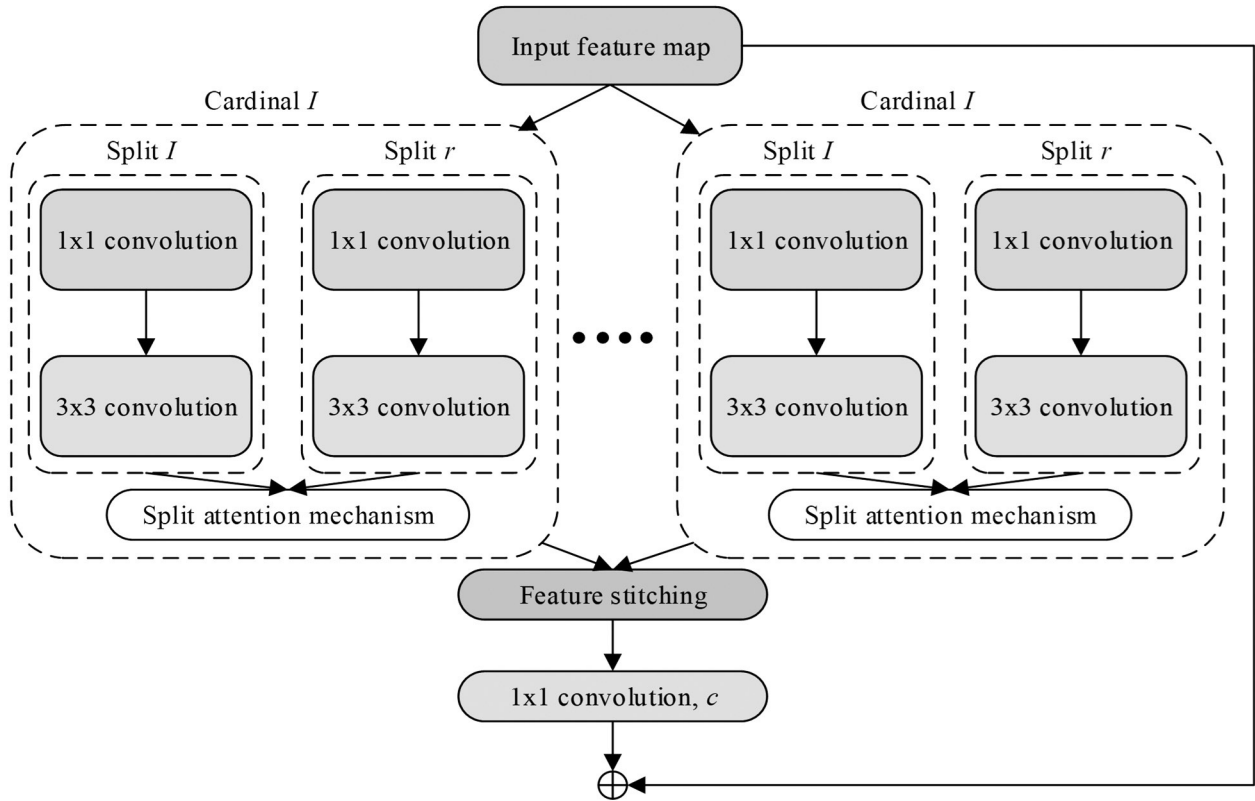 Input feature map
Cardinal I
Cardinal I
Split I
Split r
Split I
Split r
1x1 convolution
1x1 convolution
1x1 convolution
1x1 convolution
3x3 convolution
3x3 convolution
3x3 convolution
3x3 convolution
Split attention mechanism
Split attention mechanism
Feature stitching
1x1 convolution, c